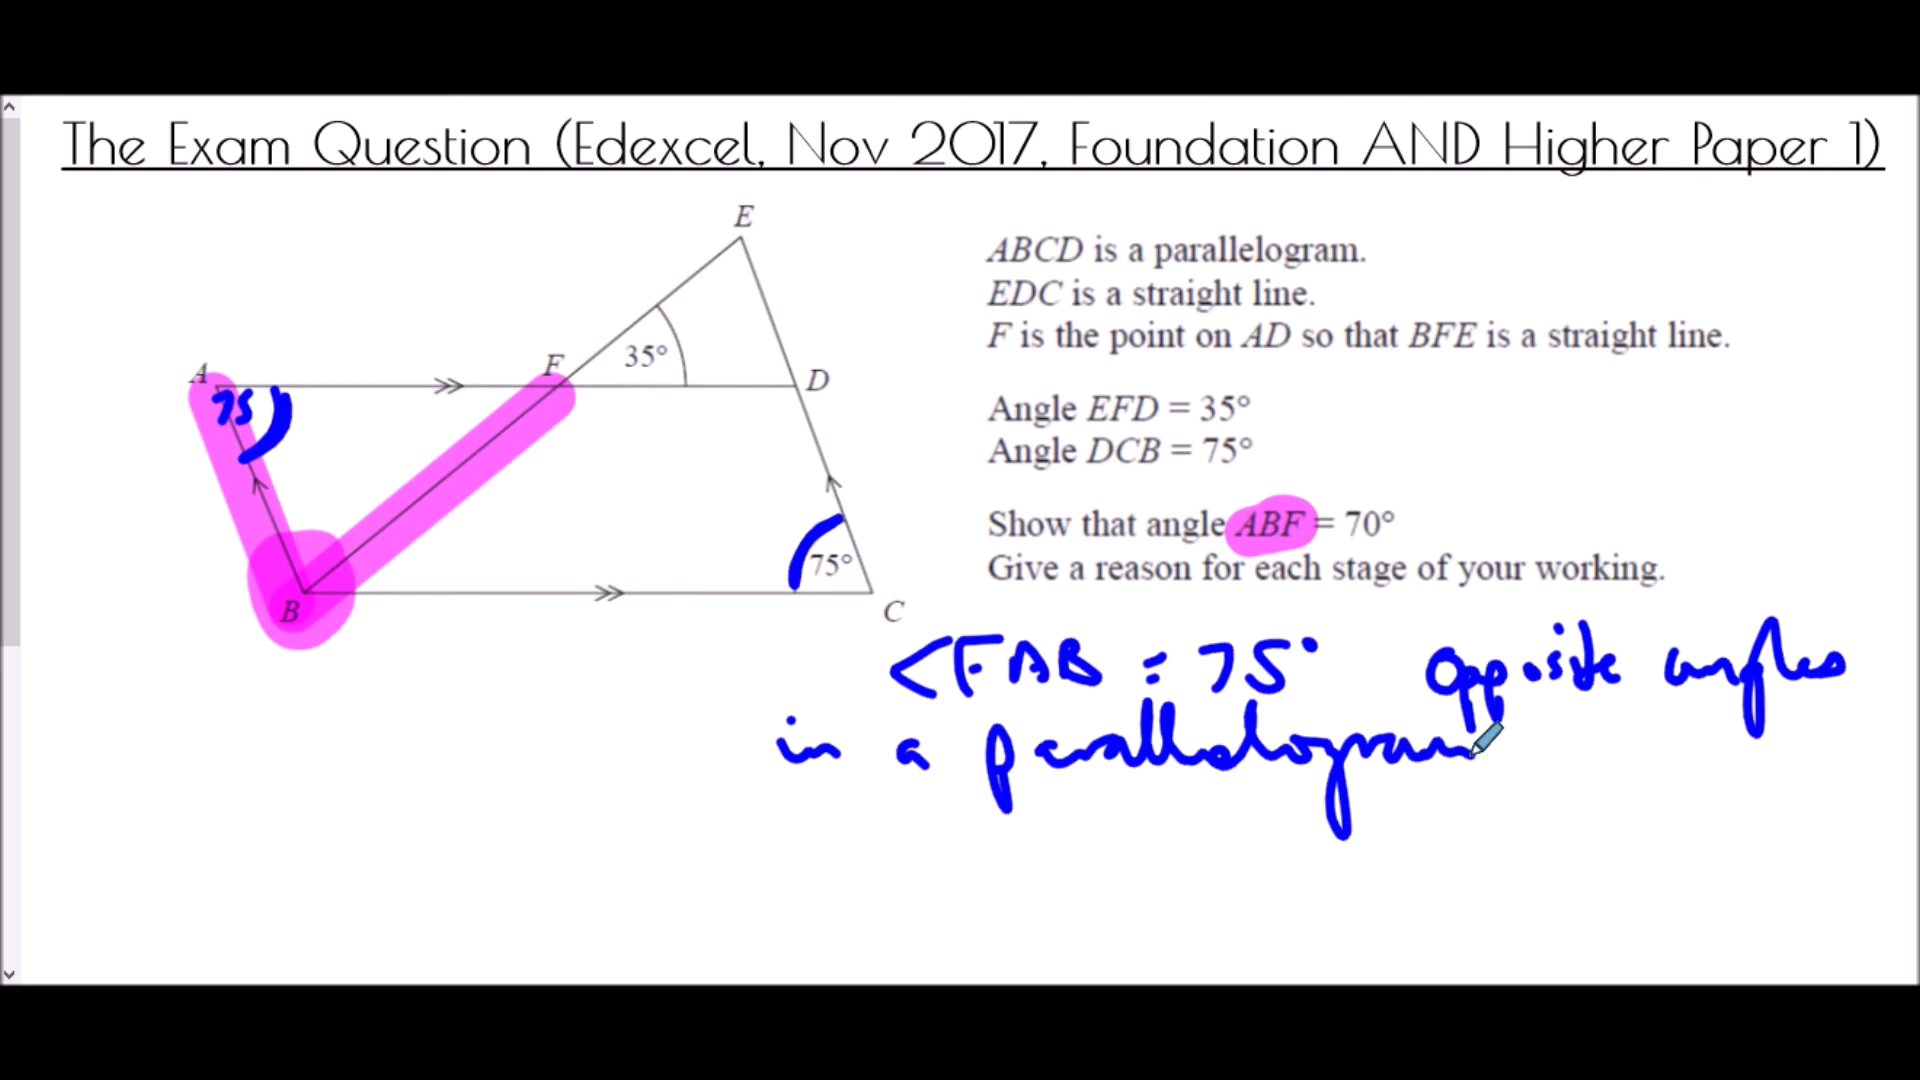 The Exam Question (Edexcel, Nov 2017, Foundation AND Higher Paper 1)
E
ABCD is a parallelogram.
EDC is a straight line.
F is the point on AD so that BFE is a straight line.
A
F
35°
D
75
Angle EFD = 35°
Angle DCB = 75°
Show that angle ABF = 70°
Give a reason for each stage of your working.
75°
B
C
<FAB = 75° opposite angles
in a parallelogram